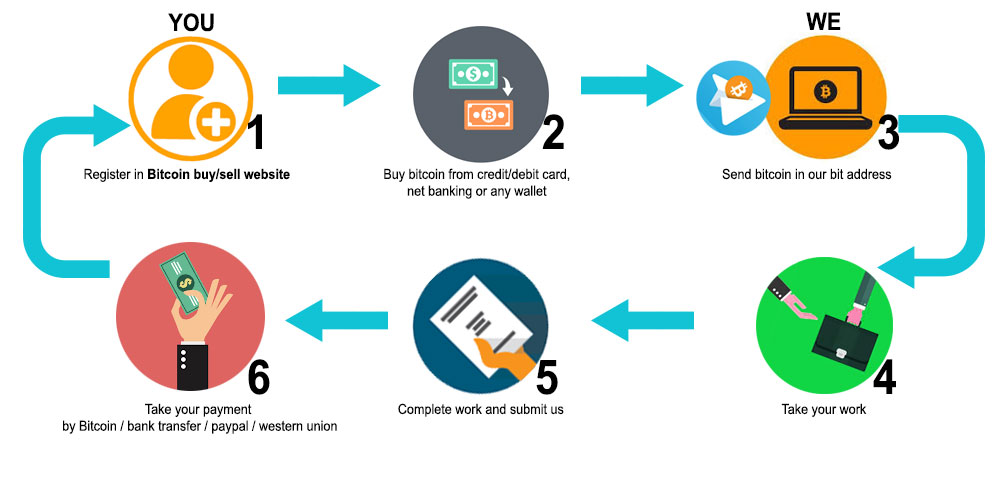 YOU
WE
1
2
3
Register in Bitcoin buy/sell website
Buy bitcoin from credit/debit card,
net banking or any wallet
Send bitcoin in our bit address
6
5
4
Take your payment
by Bitcoin / bank transfer / paypal / western union
Complete work and submit us
Take your work